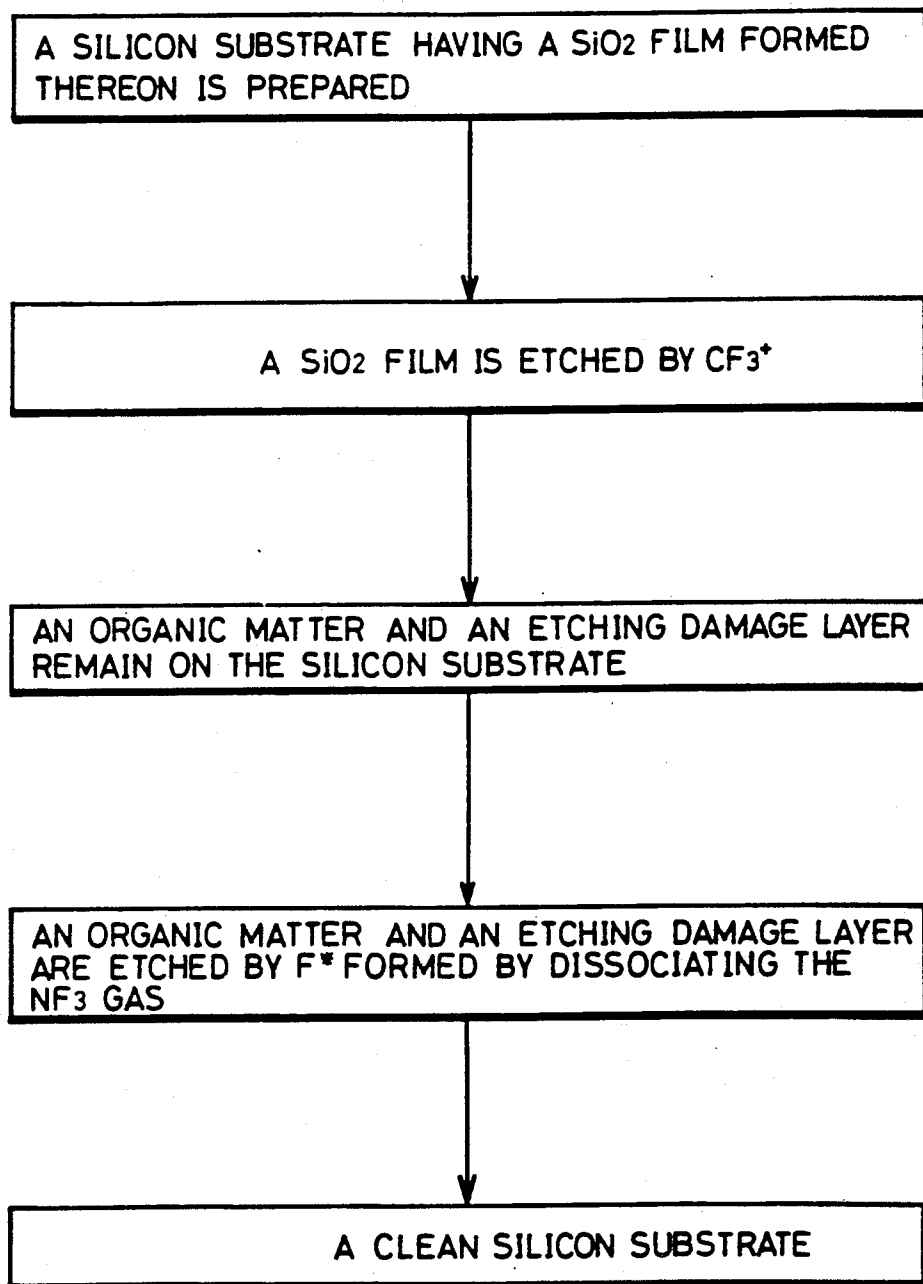 A SILICON SUBSTRATE HAVING A SiO2 FILM FORMED
THEREON IS PREPARED
A SiO2 FILM IS ETCHED BY CF3+
AN ORGANIC MATTER AND AN ETCHING DAMAGE LAYER
REMAIN ON THE SILICON SUBSTRATE
AN ORGANIC MATTER AND AN ETCHING DAMAGE LAYER
ARE ETCHED BY F* FORMED BY DISSOCIATING THE
NF3 GAS
A CLEAN SILICON SUBSTRATE